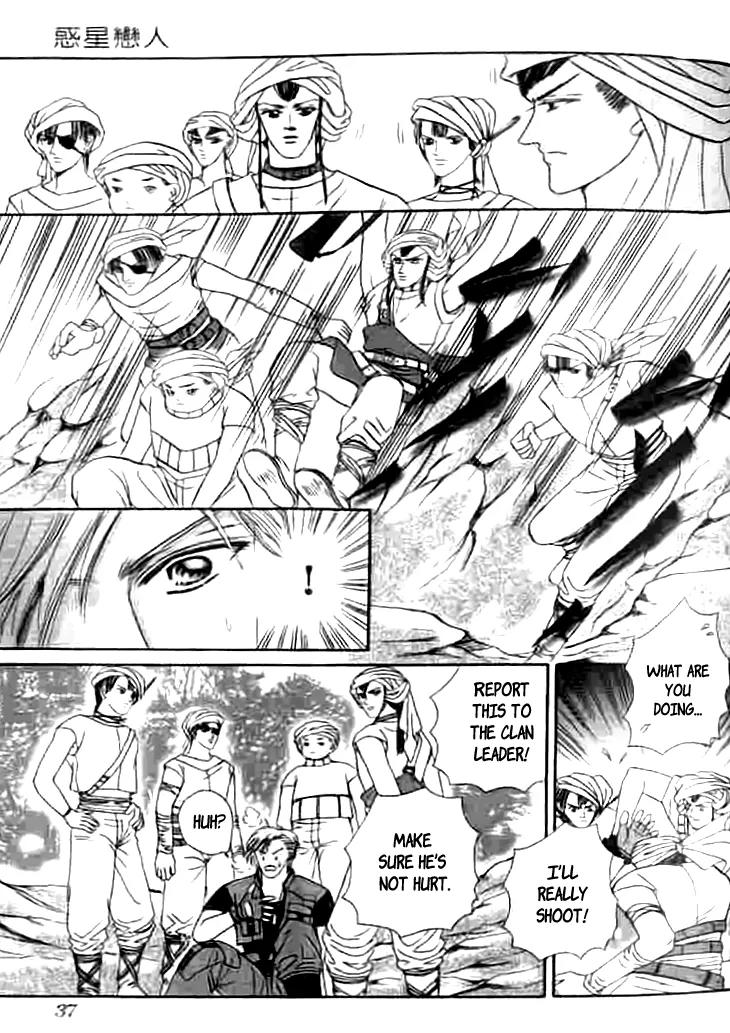 惑星戀人
!
WHAT ARE
YOU
DOING...
I'LL
REALLY
SHOOT!
REPORT
THIS TO
THE CLAN
LEADER!
MAKE
SURE HE'S
NOT HURT.
HUH?
37